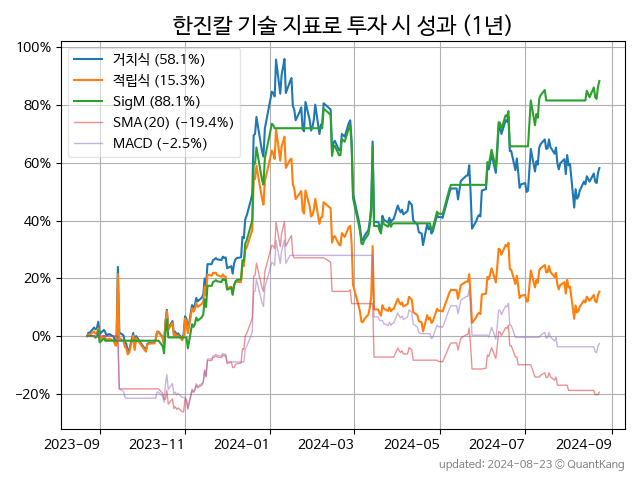 한진칼 기술 지표로 투자 시 성과 (1년)
100%
80%
60%
40%
20%
0%
−20%
거치식 (58.1%)
적립식 (15.3%)
SigM (88.1%)
SMA(20) (−19.4%)
MACD (−2.5%)
2023-09 2023-11 2024-01 2024-03 2024-05 2024-07 2024-09
updated: 2024-08-23 ⓒ QuantKang